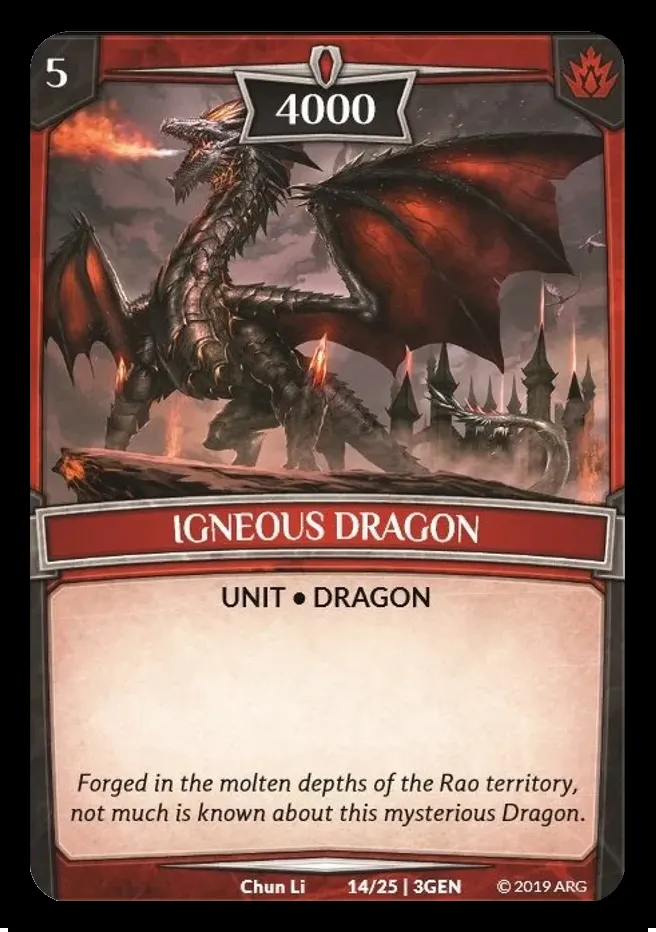 5
4000
IGNEOUS DRAGON
UNIT • DRAGON
Forged in the molten depths of the Rao territory,
not much is known about this mysterious Dragon.
Chun Li 14/25 | 3GEN © 2019 ARG